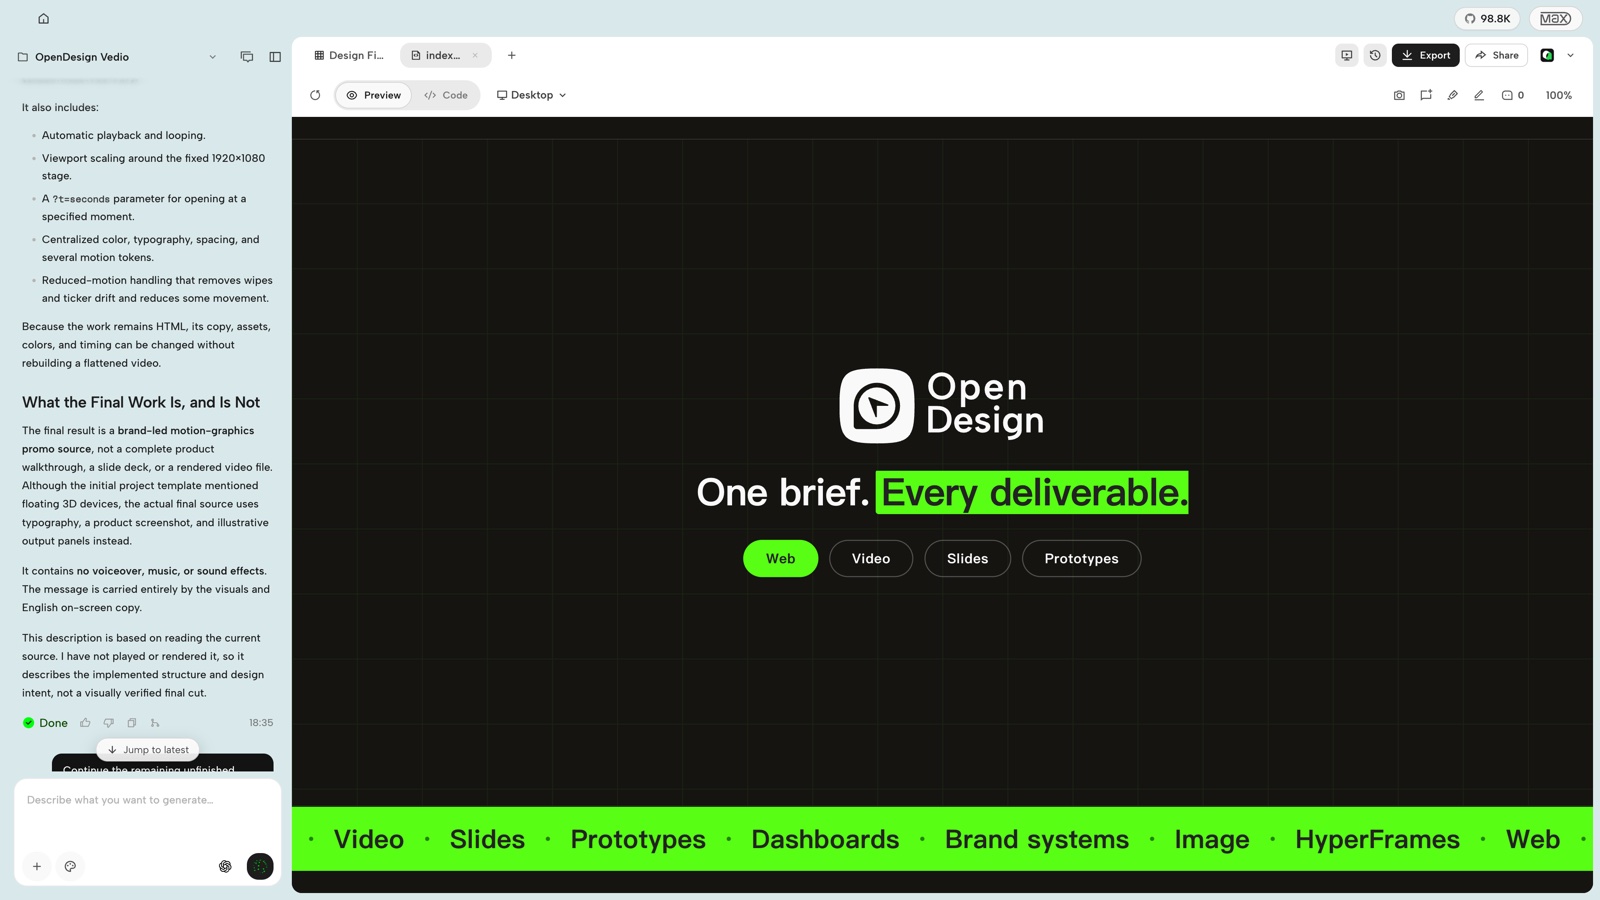 98.8K
MAX
OpenDesign Vedio
It also includes:
Automatic playback and looping.
Viewport scaling around the fixed 1920×1080
stage.
A ?t=seconds parameter for opening at a
specified moment.
Centralized color, typography, spacing, and
several motion tokens.
Reduced-motion handling that removes wipes
and ticker drift and reduces some movement.
Because the work remains HTML, its copy, assets,
colors, and timing can be changed without
rebuilding a flattened video.
What the Final Work Is, and Is Not
The final result is a brand-led motion-graphics
promo source, not a complete product
walkthrough, a slide deck, or a rendered video file.
Although the initial project template mentioned
floating 3D devices, the actual final source uses
typography, a product screenshot, and illustrative
output panels instead.
It contains no voiceover, music, or sound effects.
The message is carried entirely by the visuals and
English on-screen copy.
This description is based on reading the current
source. I have not played or rendered it, so it
describes the implemented structure and design
intent, not a visually verified final cut.
Done 18:35
Jump to latest
Continue the remaining unfinished
Describe what you want to generate...
Design Fi... index... × +
Export Share
Preview </> Code Desktop
0 100%
Open
Design
One brief. Every deliverable.
Web Video Slides Prototypes
• Video • Slides • Prototypes • Dashboards • Brand systems • Image • HyperFrames • Web •